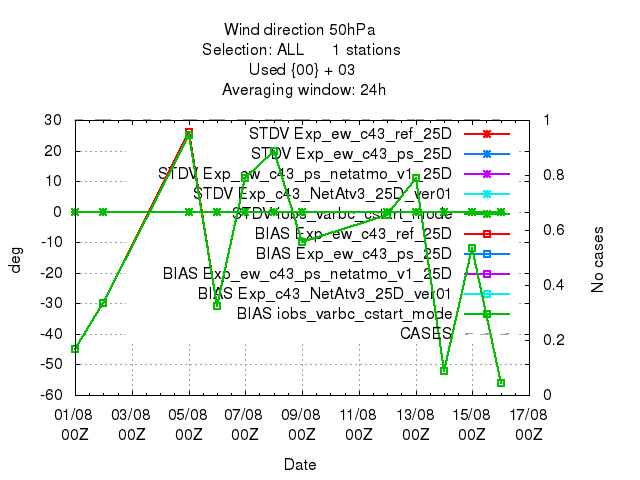 Wind direction 50hPa
Selection: ALL 1 stations
Used {00} + 03
Averaging window: 24h
30
20
10
0
-10
-20
-30
-40
-50
-60
deg
1
0.8
0.6
0.4
0.2
0
No cases
STDV Exp_ew_c43_ref_25D
STDV Exp_ew_c43_ps_25D
STDV Exp_ew_c43_ps_netatmo_v1_25D
STDV Exp_c43_NetAtv3_25D_ver01
STDV iobs_varbc_cstart_mode
BIAS Exp_ew_c43_ref_25D
BIAS Exp_ew_c43_ps_25D
BIAS Exp_ew_c43_ps_netatmo_v1_25D
BIAS Exp_c43_NetAtv3_25D_ver01
BIAS iobs_varbc_cstart_mode
CASES
01/08 03/08 05/08 07/08 09/08 11/08 13/08 15/08 17/08
00Z 00Z 00Z 00Z 00Z 00Z 00Z 00Z 00Z
Date